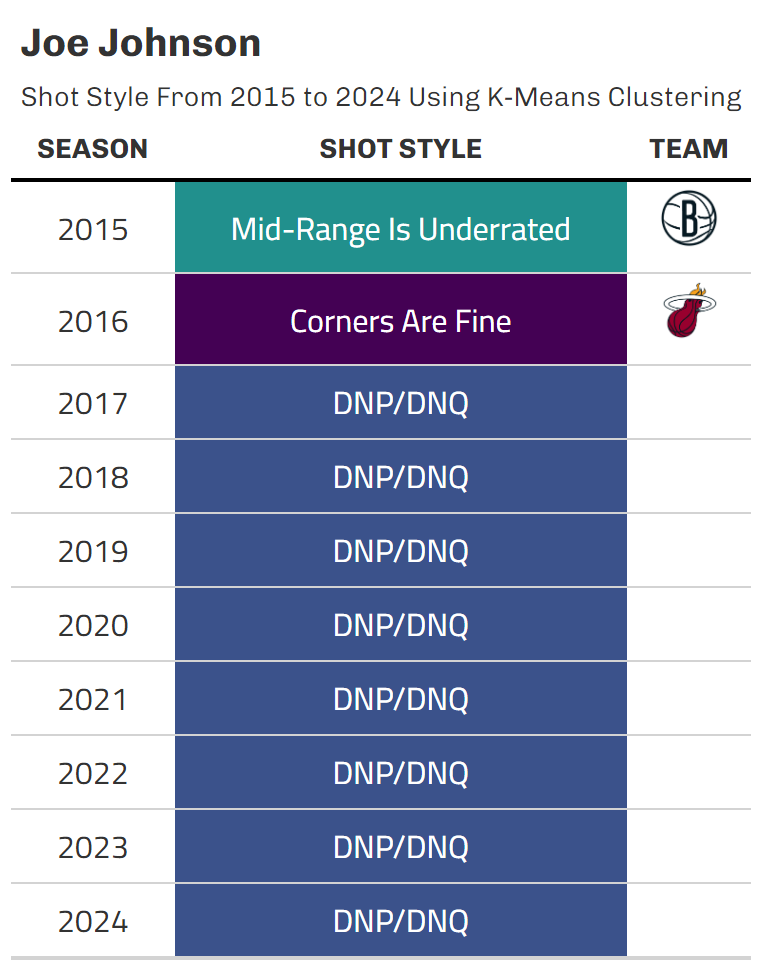 Joe Johnson
Shot Style From 2015 to 2024 Using K-Means Clustering
SEASON SHOT STYLE TEAM
2015 Mid-Range Is Underrated B
2016 Corners Are Fine
2017 DNP/DNQ
2018 DNP/DNQ
2019 DNP/DNQ
2020 DNP/DNQ
2021 DNP/DNQ
2022 DNP/DNQ
2023 DNP/DNQ
2024 DNP/DNQ